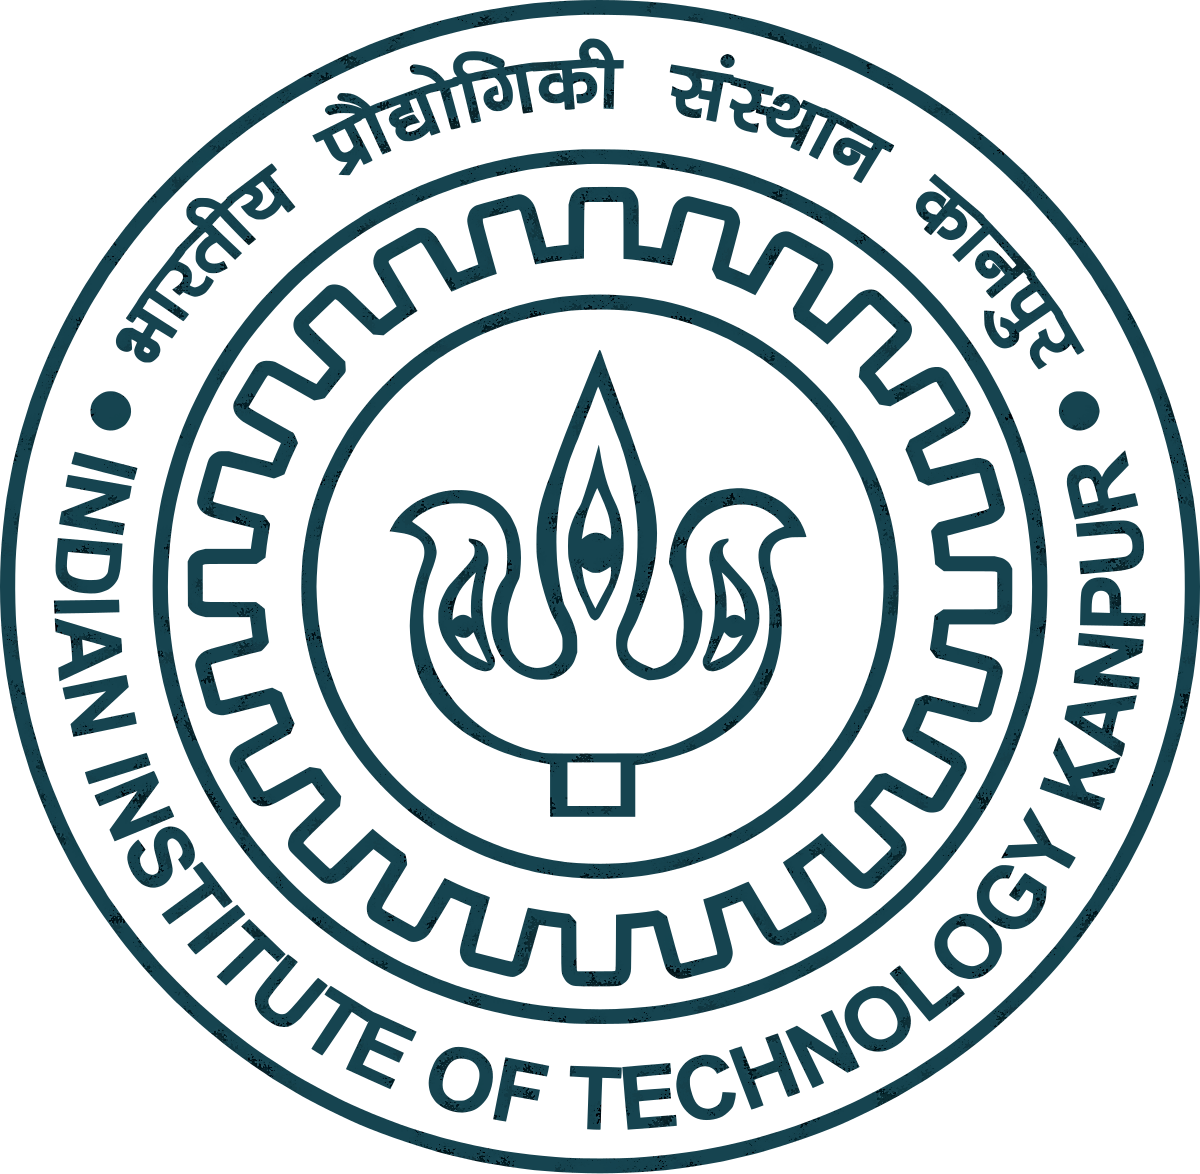 भारतीय प्रौद्योगिकी संस्थान कानपुर
INDIAN INSTITUTE OF TECHNOLOGY KANPUR